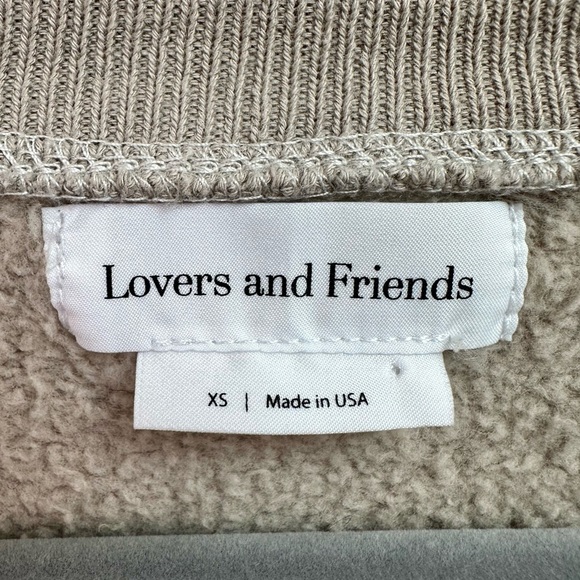 Lovers and Friends
XS | Made in USA